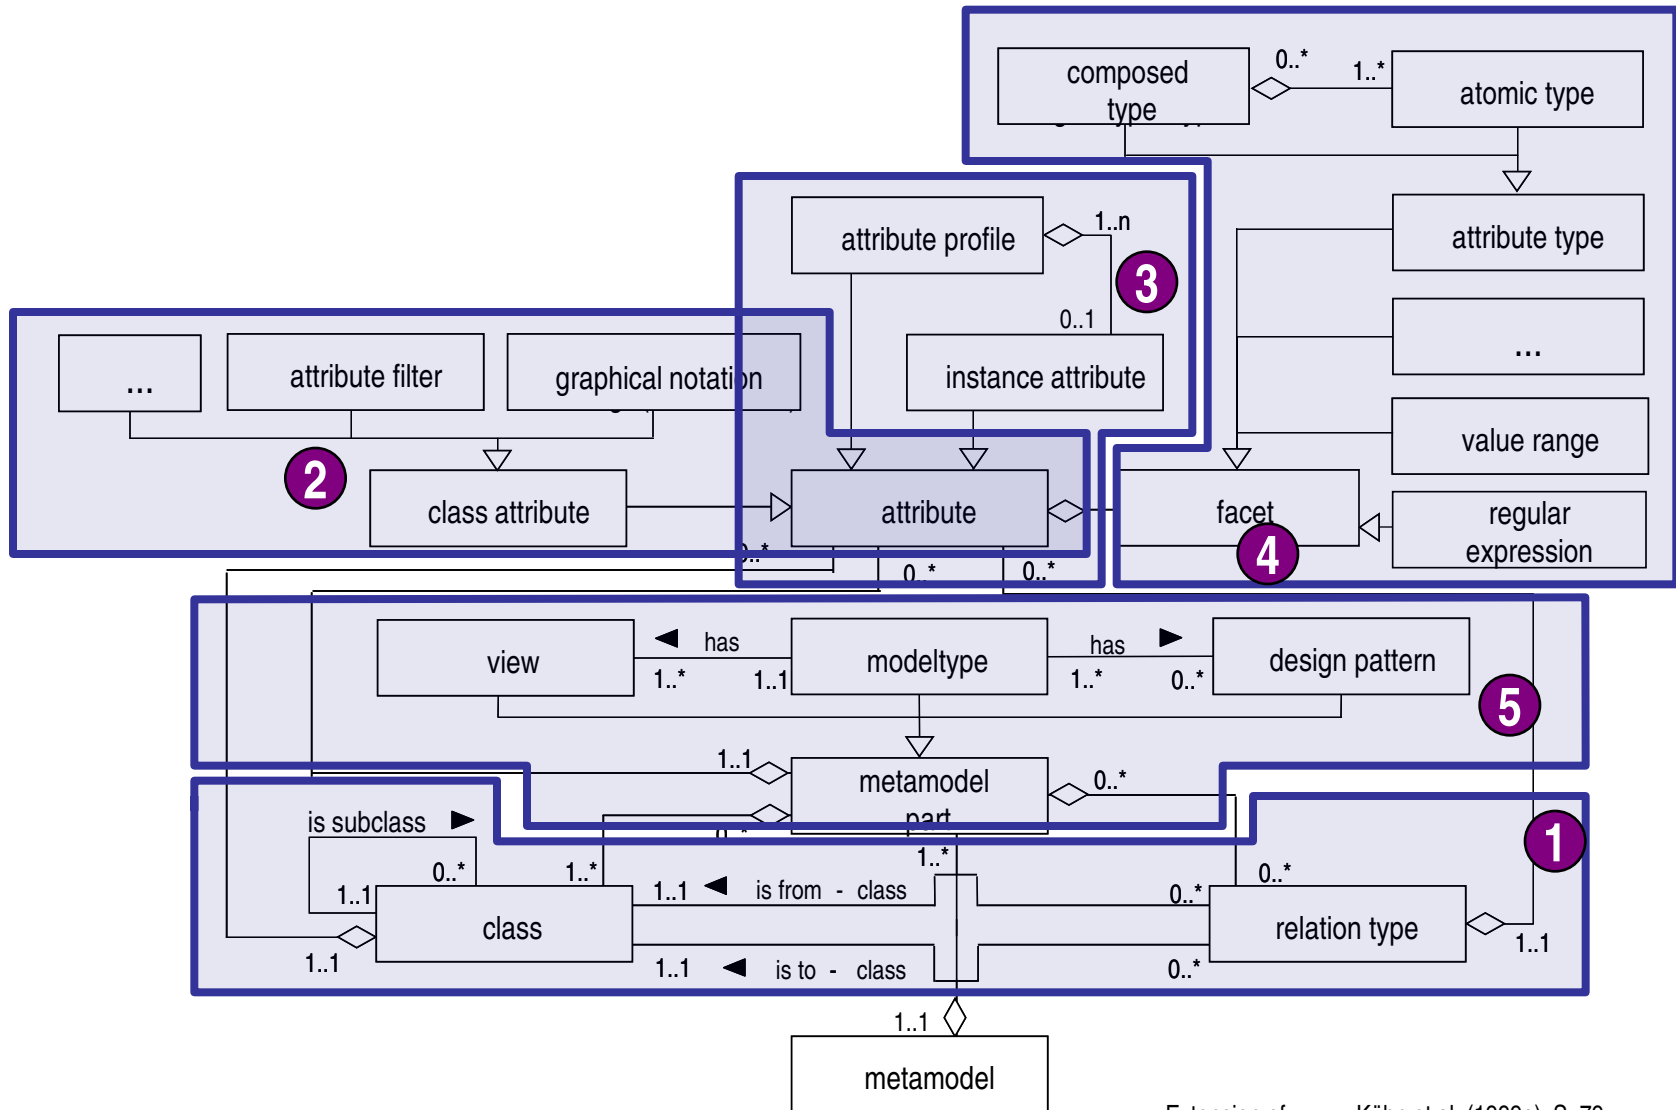 composed
type
0..*
1..*
atomic type
attribute profile
1..n
attribute type
3
0..1
...
...
attribute filter
graphical notation
instance attribute
value range
2
class attribute
attribute
facet
regular
expression
4
0..*
0..*
0..*
view
has
1..*
1..1
modeltype
has
1..*
0..*
design pattern
5
1..1
metamodel
part
0..*
0..*
1
is subclass
0..*
1..1
1..*
1..*
1..1
is from - class
0..*
0..*
class
relation type
1..1
1..1
1..1
is to - class
0..*
1..1
metamodel